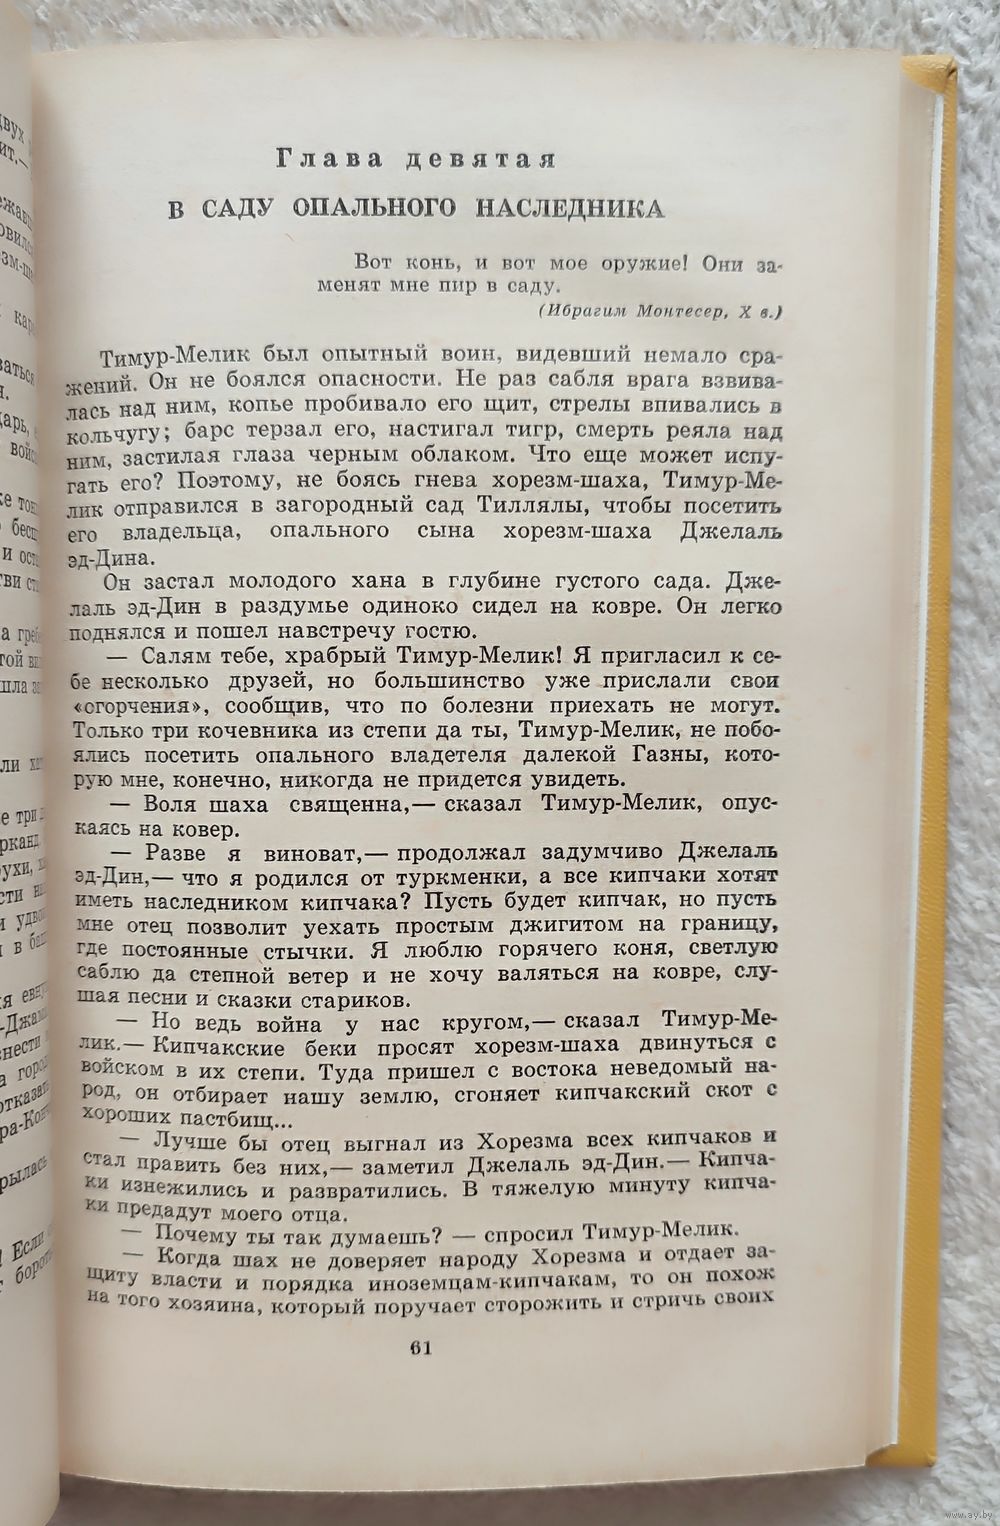 Глава девятая
В САДУ ОПАЛЬНОГО НАСЛЕДНИКА
Вот конь, и вот мое оружие! Они за-
менят мне пир в саду.
(Ибрагим Монтесер, X в.)
Тимур-Мелик был опытный воин, видевший немало сра-
жений. Он не боялся опасности. Не раз сабля врага взвива-
лась над ним, копье пробивало его щит, стрелы впивались в
кольчугу; барс терзал его, настигал тигр, смерть реяла над
ним, застилая глаза черным облаком. Что еще может испу-
гать его? Поэтому, не боясь гнева хорезм-шаха, Тимур-Ме-
лик отправился в загородный сад Тиллялы, чтобы посетить
его владельца, опального сына хорезм-шаха Джелаль
эд-Дина.
Он застал молодого хана в глубине густого сада. Дже-
лаль эд-Дин в раздумье одиноко сидел на ковре. Он легко
поднялся и пошел навстречу гостю.
— Салям тебе, храбрый Тимур-Мелик! Я пригласил к се-
бе несколько друзей, но большинство уже прислали свои
«огорчения», сообщив, что по болезни приехать не могут.
Только три кочевника из степи да ты, Тимур-Мелик, не побо-
ялись посетить опального владетеля далекой Газны, кото-
рую мне, конечно, никогда не придется увидеть.
— Воля шаха священна,— сказал Тимур-Мелик, опус-
каясь на ковер.
— Разве я виноват,— продолжал задумчиво Джелаль
эд-Дин,— что я родился от туркменки, а все кипчаки хотят
иметь наследником кипчака? Пусть будет кипчак, но пусть
мне отец позволит уехать простым джигитом на границу,
где постоянные стычки. Я люблю горячего коня, светлую
саблю да степной ветер и не хочу валяться на ковре, слу-
шая песни и сказки стариков.
— Но ведь война у нас кругом,— сказал Тимур-Ме-
лик.— Кипчакские беки просят хорезм-шаха двинуться с
войском в их степи. Туда пришел с востока неведомый на-
род, он отбирает нашу землю, сгоняет кипчакский скот с
хороших пастбищ...
— Лучше бы отец выгнал из Хорезма всех кипчаков и
стал править без них,— заметил Джелаль эд-Дин.— Кипча-
ки изнежились и развратились. В тяжелую минуту кипча-
ки предадут моего отца.
— Почему ты так думаешь? — спросил Тимур-Мелик.
— Когда шах не доверяет народу Хорезма и отдает за-
щиту власти и порядка иноземцам-кипчакам, то он похож
на того хозяина, который поручает сторожить и стричь своих
61
www.ay.by